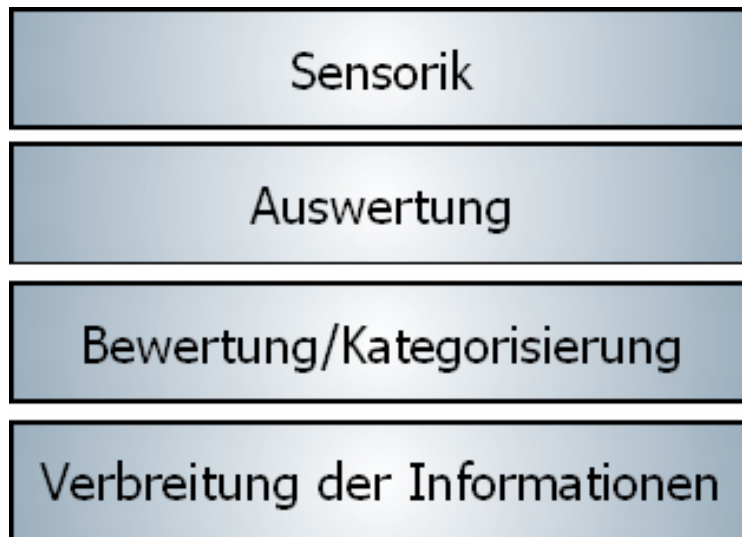 Sensorik
Auswertung
Bewertung/Kategorisierung
Verbreitung der Informationen